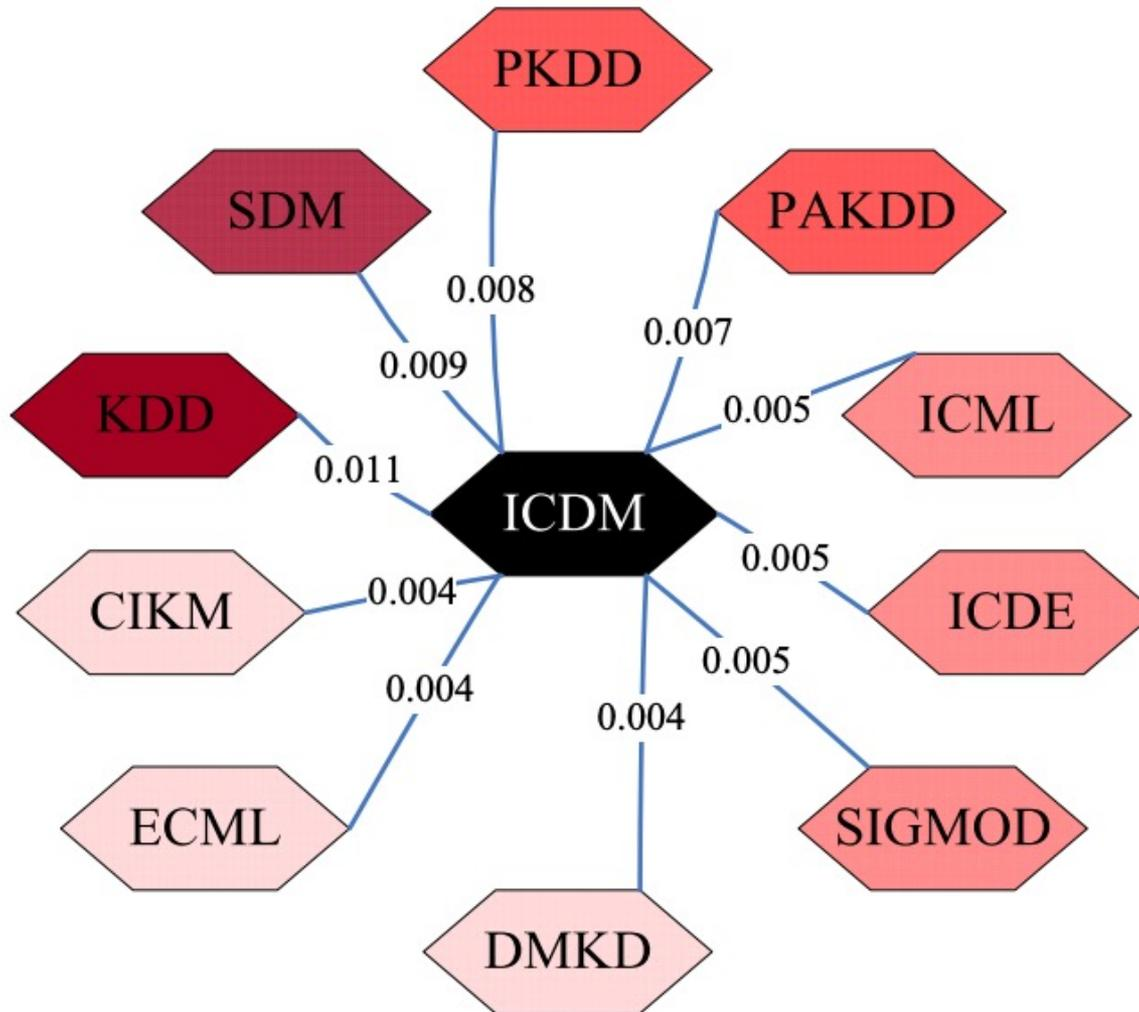 PKDD
SDM
PAKDD
0.008
0.007
0.009
0.005
KDD
ICML
0.011
ICDM
0.005
0.004
CIKM
ICDE
0.005
0.004
0.004
ECML
SIGMOD
DMKD